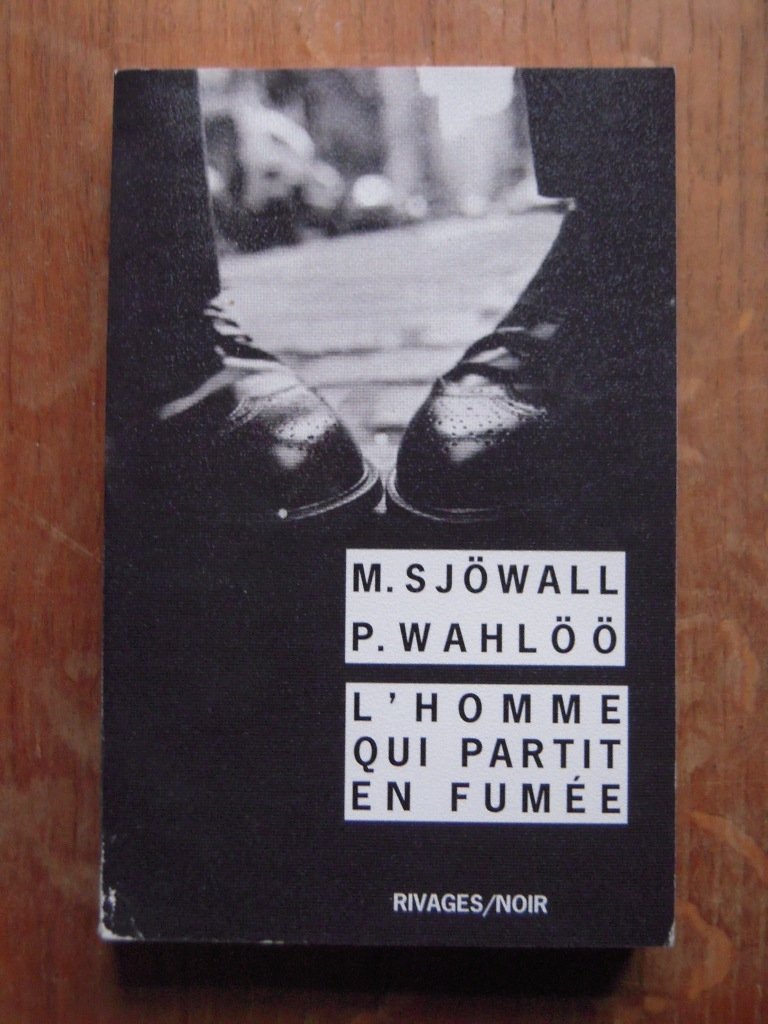 M. SJÖWALL
P. WAHLÖÖ
L'HOMME
QUI PARTIT
EN FUMÉE
RIVAGES/NOIR